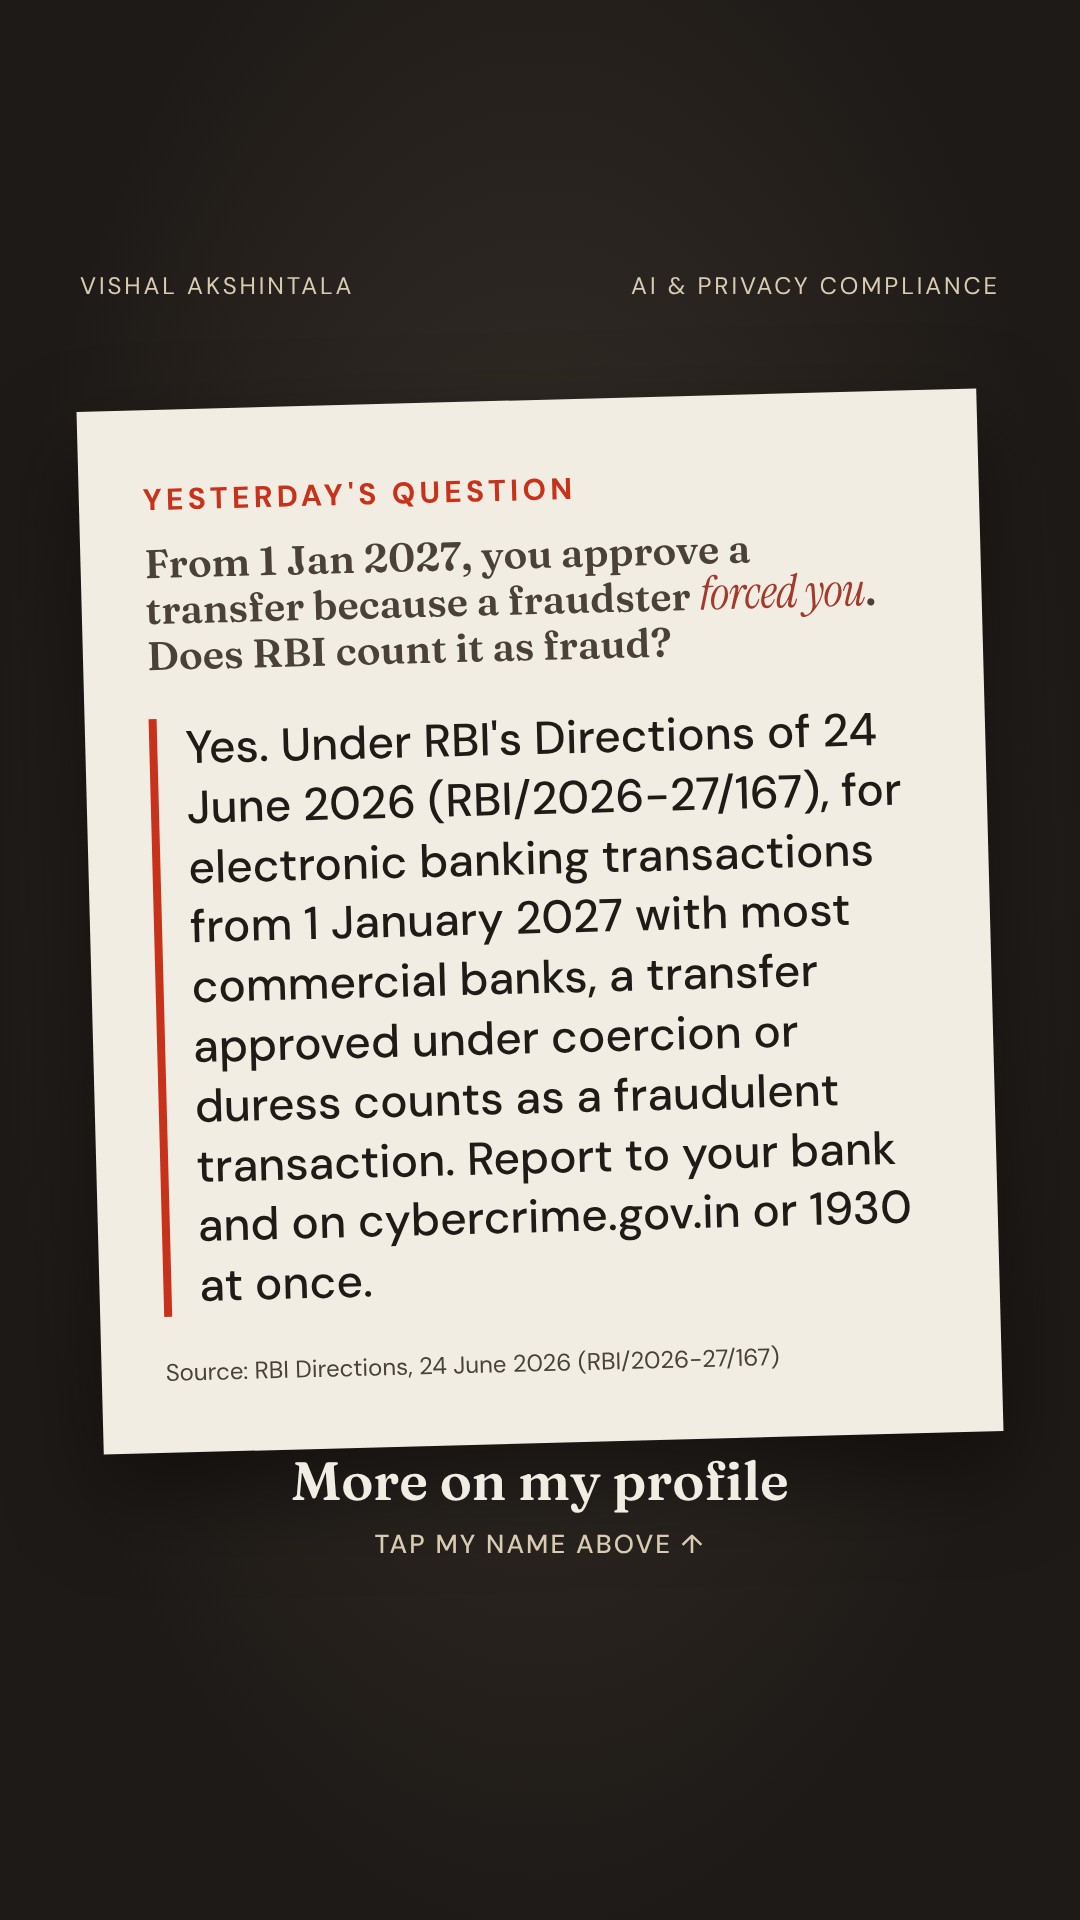 VISHAL AKSHINTALA
AI & PRIVACY COMPLIANCE
YESTERDAY'S QUESTION
From 1 Jan 2027, you approve a
transfer because a fraudster forced you.
Does RBI count it as fraud?
Yes. Under RBI's Directions of 24
June 2026 (RBI/2026-27/167), for
electronic banking transactions
from 1 January 2027 with most
commercial banks, a transfer
approved under coercion or
duress counts as a fraudulent
transaction. Report to your bank
and on cybercrime.gov.in or 1930
at once.
Source: RBI Directions, 24 June 2026 (RBI/2026-27/167)
More on my profile
TAP MY NAME ABOVE ↑